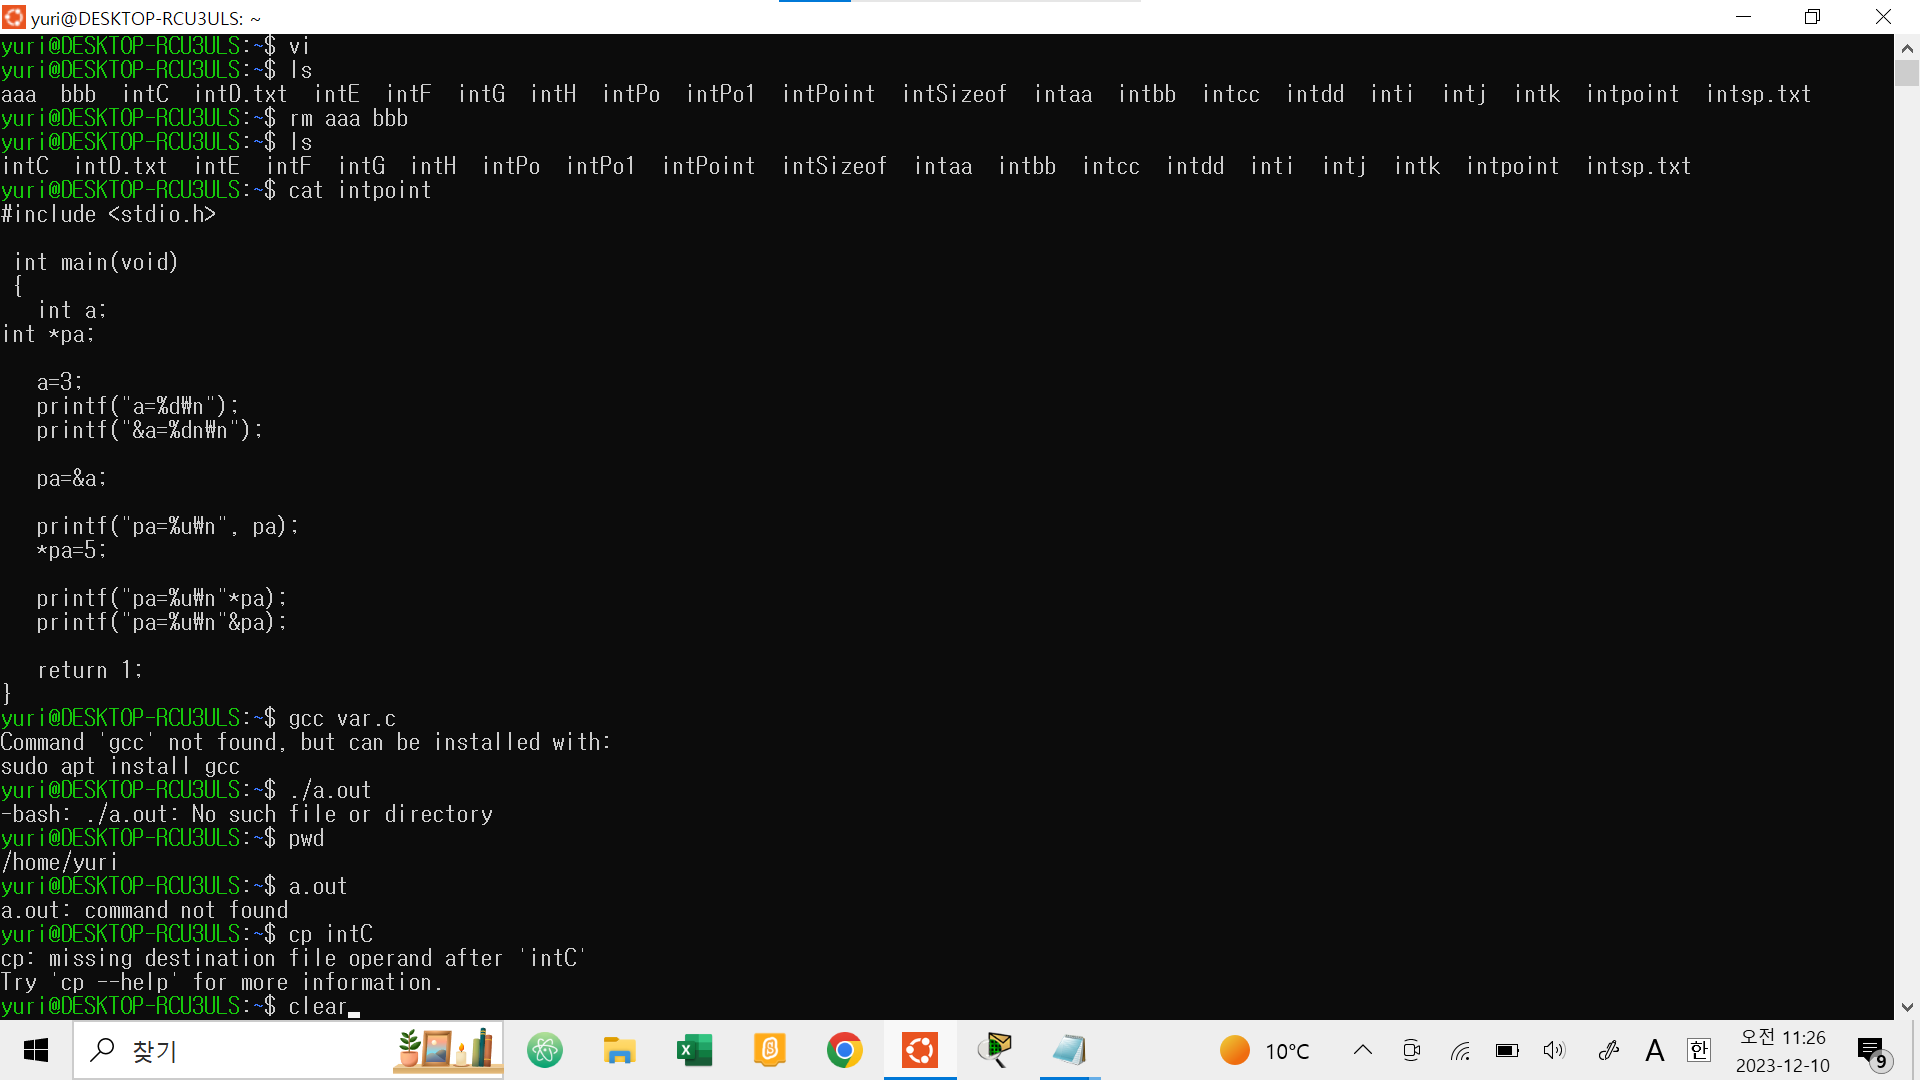 yuri@DESKTOP-RCU3ULS: ~
yuri@DESKTOP-RCU3ULS:~$ vi
yuri@DESKTOP-RCU3ULS:~$ ls
aaa  bbb  intC  intD.txt  intE  intF  intG  intH  intPo  intPo1  intPoint  intSizeof  intaa  intbb  intcc  intdd  inti  intj  intk  intpoint  intsp.txt
yuri@DESKTOP-RCU3ULS:~$ rm aaa bbb
yuri@DESKTOP-RCU3ULS:~$ ls
intC  intD.txt  intE  intF  intG  intH  intPo  intPo1  intPoint  intSizeof  intaa  intbb  intcc  intdd  inti  intj  intk  intpoint  intsp.txt
yuri@DESKTOP-RCU3ULS:~$ cat intpoint
#include <stdio.h>
 int main(void)
 {
   int a;
int *pa;
   a=3;
   printf("a=%d₩n");
   printf("&a=%dn₩n");
   pa=&a;
   printf("pa=%u₩n", pa);
   *pa=5;
   printf("pa=%u₩n"*pa);
   printf("pa=%u₩n"&pa);
   return 1;
}
yuri@DESKTOP-RCU3ULS:~$ gcc var.c
Command 'gcc' not found, but can be installed with:
sudo apt install gcc
yuri@DESKTOP-RCU3ULS:~$ ./a.out
-bash: ./a.out: No such file or directory
yuri@DESKTOP-RCU3ULS:~$ pwd
/home/yuri
yuri@DESKTOP-RCU3ULS:~$ a.out
a.out: command not found
yuri@DESKTOP-RCU3ULS:~$ cp intC
cp: missing destination file operand after 'intC'
Try 'cp --help' for more information.
yuri@DESKTOP-RCU3ULS:~$ clear
찾기
10°C
A
한
오전 11:26
2023-12-10
9